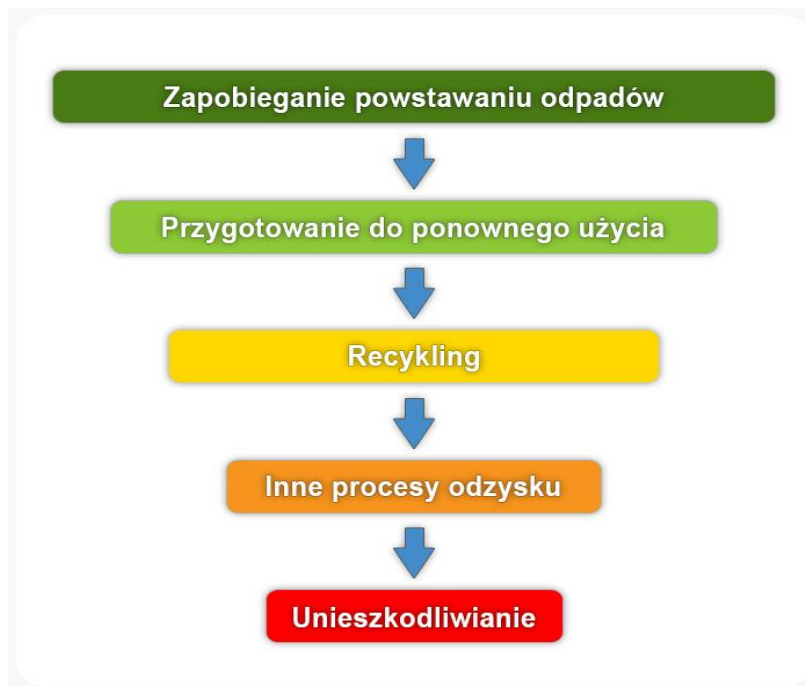 Zapobieganie powstawaniu odpadów
Przygotowanie do ponownego użycia
Recykling
Inne procesy odzysku
Unieszkodliwianie